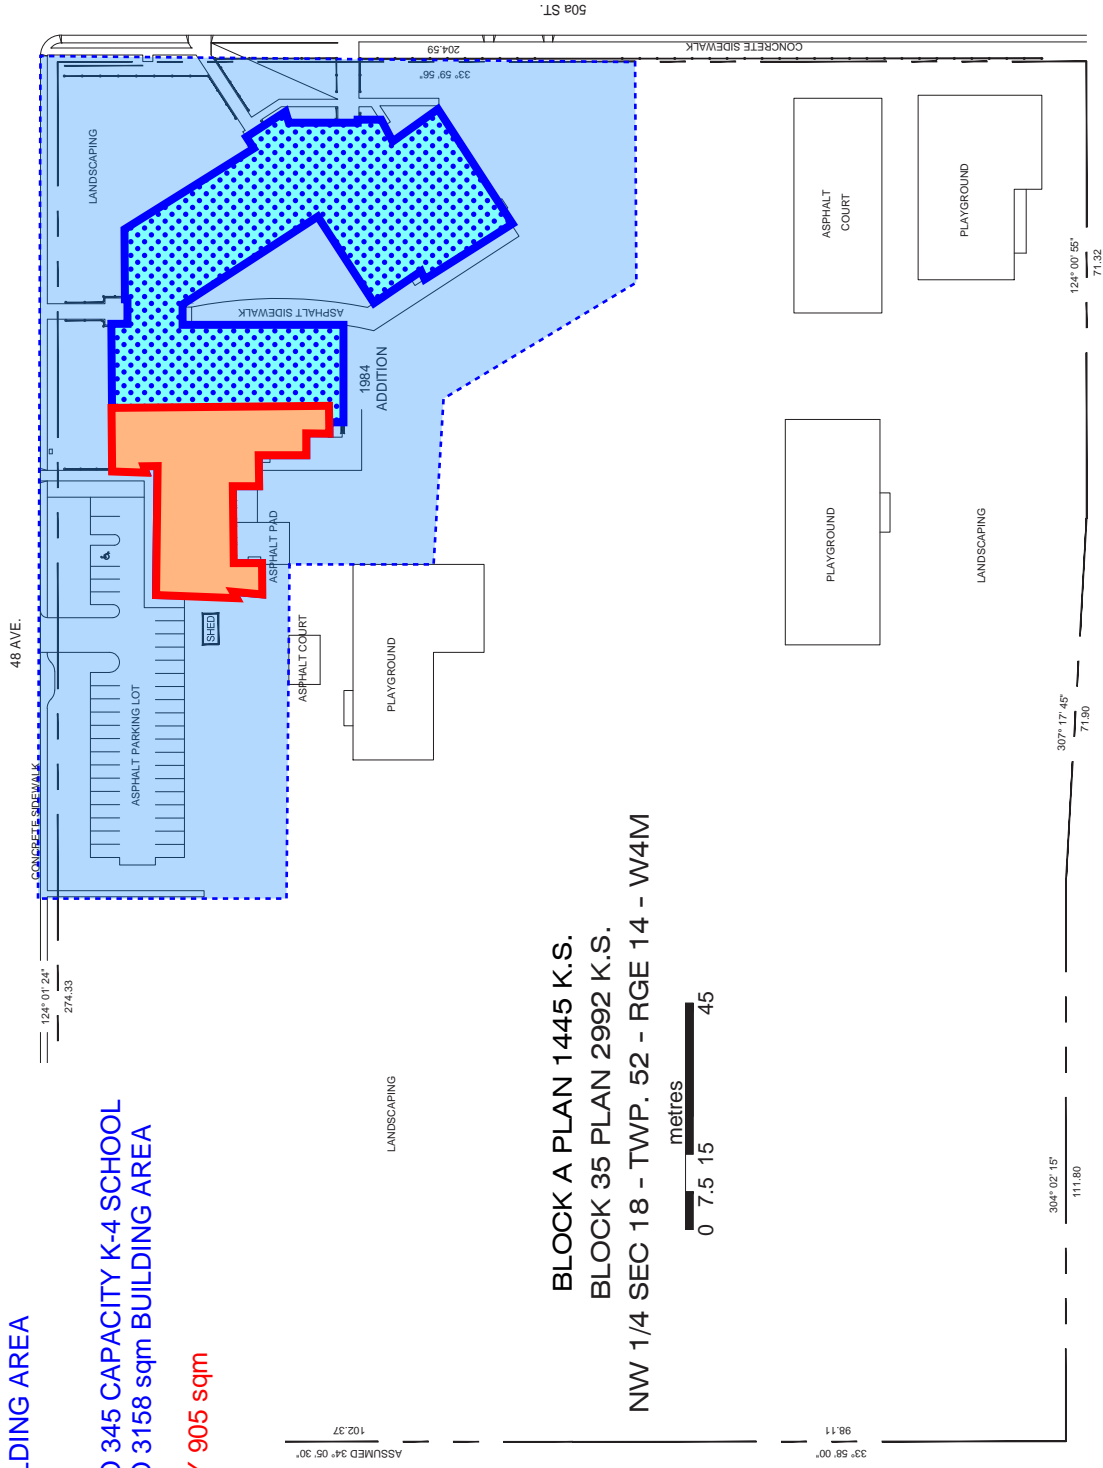 50a ST.
48 AVE.
CONCRETE SIDEWALK
204.59
33° 59' 56"
LANDSCAPING
ASPHALT SIDEWALK
1984
ADDITION
ASPHALT
COURT
PLAYGROUND
124° 00' 55"
71.32
ASPHALT PAD
SHED
ASPHALT COURT
PLAYGROUND
PLAYGROUND
LANDSCAPING
ASPHALT PARKING LOT
CONCRETE SIDEWALK
307° 17' 45"
71.90
124° 01' 24"
274.33
LANDSCAPING
BLOCK A PLAN 1445 K.S.
BLOCK 35 PLAN 2992 K.S.
NW 1/4 SEC 18 - TWP. 52 - RGE 14 - W4M
metres
0 7.5 15 45
304° 02' 15"
111.80
LDING AREA
345 CAPACITY K-4 SCHOOL
3158 sqm BUILDING AREA
905 sqm
102.37
ASSUMED 34° 05' 30"
98.11
33° 58' 00"